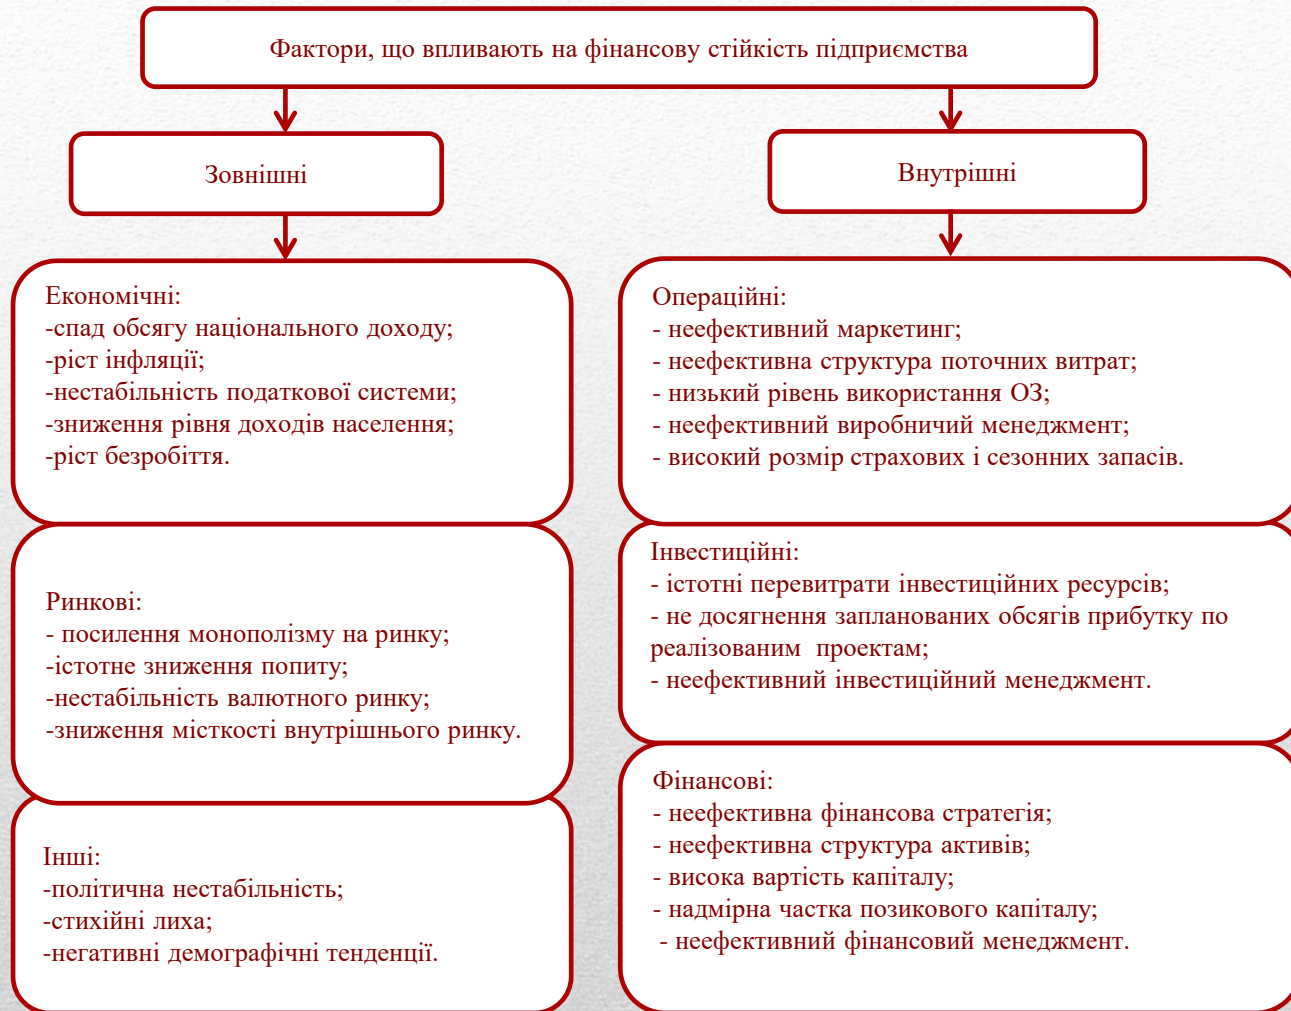 Фактори, що впливають на фінансову стійкість підприємства
Зовнішні
Внутрішні
Економічні:
-спад обсягу національного доходу;
-ріст інфляції;
-нестабільність податкової системи;
-зниження рівня доходів населення;
-ріст безробіття.
Ринкові:
- посилення монополізму на ринку;
-істотне зниження попиту;
-нестабільність валютного ринку;
-зниження місткості внутрішнього ринку.
Інші:
-політична нестабільність;
-стихійні лиха;
-негативні демографічні тенденції.
Операційні:
- неефективний маркетинг;
- неефективна структура поточних витрат;
- низький рівень використання ОЗ;
- неефективний виробничий менеджмент;
- високий розмір страхових і сезонних запасів.
Інвестиційні:
- істотні перевитрати інвестиційних ресурсів;
- не досягнення запланованих обсягів прибутку по
реалізованим  проектам;
- неефективний інвестиційний менеджмент.
Фінансові:
- неефективна фінансова стратегія;
- неефективна структура активів;
- висока вартість капіталу;
- надмірна частка позикового капіталу;
- неефективний фінансовий менеджмент.